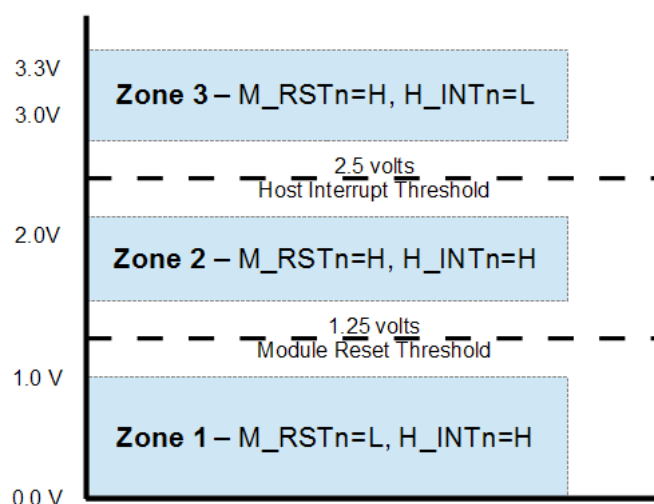 3.3V
Zone 3 – M_RSTn=H, H_INTn=L
3.0V
2.5 volts
Host Interrupt Threshold
2.0V
Zone 2 – M_RSTn=H, H_INTn=H
1.25 volts
Module Reset Threshold
1.0 V
Zone 1 – M_RSTn=L, H_INTn=H
0.0 V